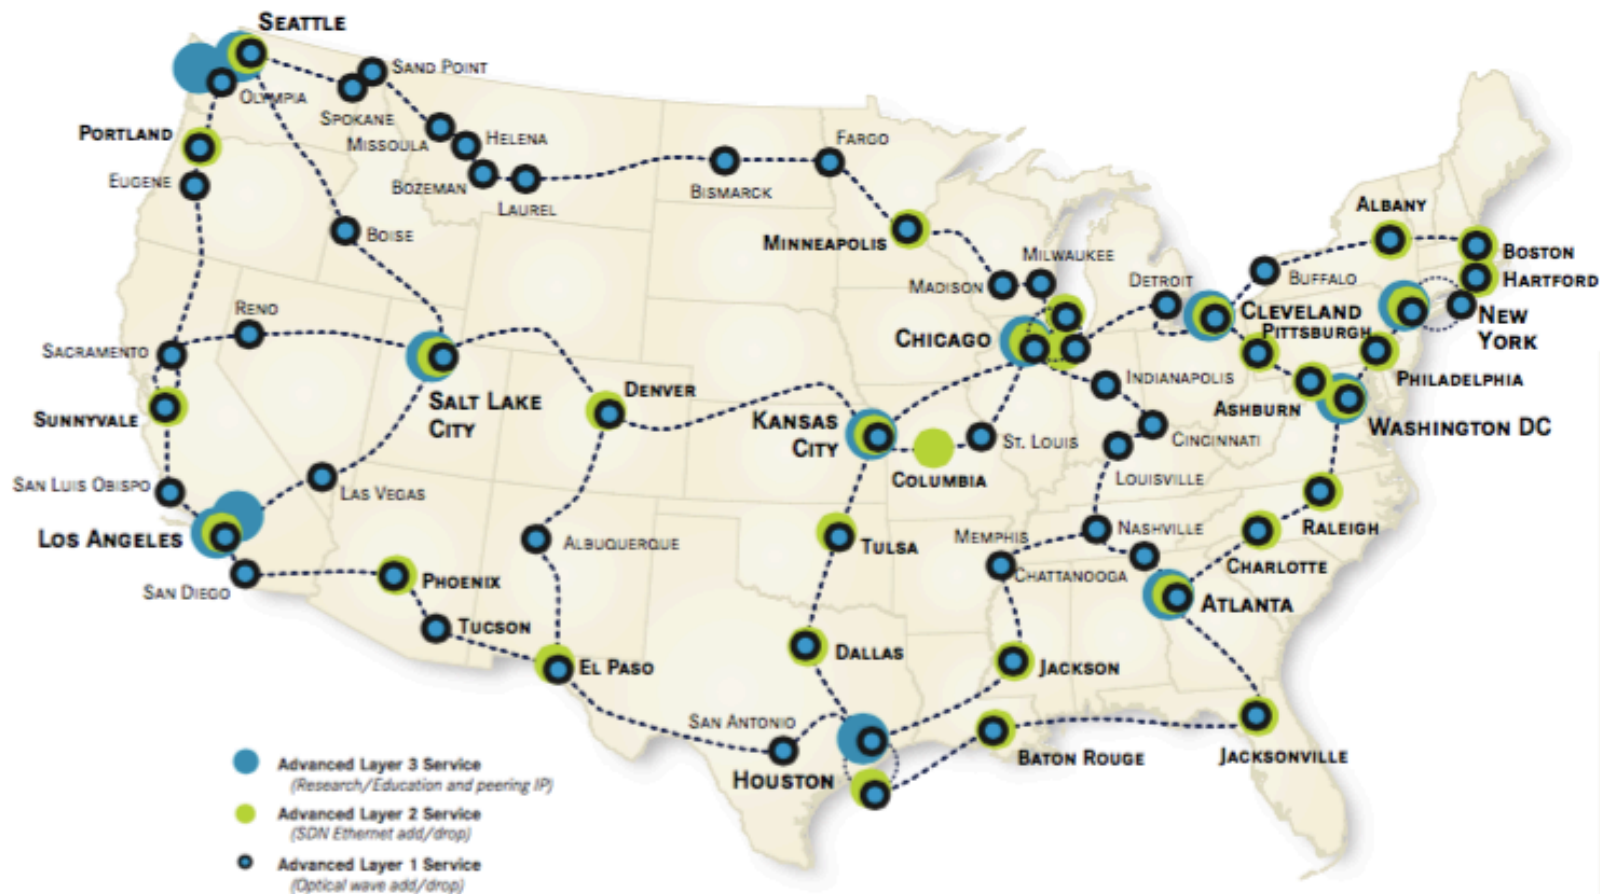 SEATTLE
SAND POINT
OLYMPIA
SPOKANE
PORTLAND
MISSOULA
HELENA
FARGO
EUGENE
BOZEMAN
BISMARCK
LAUREL
ALBANY
BOISE
MINNEAPOLIS
MILWAUKEE
BOSTON
MADISON
DETROIT
BUFFALO
HARTFORD
RENO
CLEVELAND
NEW
YORK
CHICAGO
PITTSBURGH
SACRAMENTO
INDIANAPOLIS
PHILADELPHIA
DENVER
SALT LAKE
CITY
ASHBURN
SUNNYVALE
KANSAS
CITY
WASHINGTON DC
ST. LOUIS
CINCINNATI
COLUMBIA
LOUISVILLE
SAN LUIS OBISPO
LAS VEGAS
RALEIGH
LOS ANGELES
ALBUQUERQUE
TULSA
MEMPHIS
NASHVILLE
CHARLOTTE
CHATTANOOGA
PHOENIX
SAN DIEGO
ATLANTA
TUCSON
DALLAS
EL PASO
JACKSON
SAN ANTONIO
BATON ROUGE
JACKSONVILLE
HOUSTON
Advanced Layer 3 Service
(Research/Education and peering IP)
Advanced Layer 2 Service
(SDN Ethernet add/drop)
Advanced Layer 1 Service
(Optical wave add/drop)